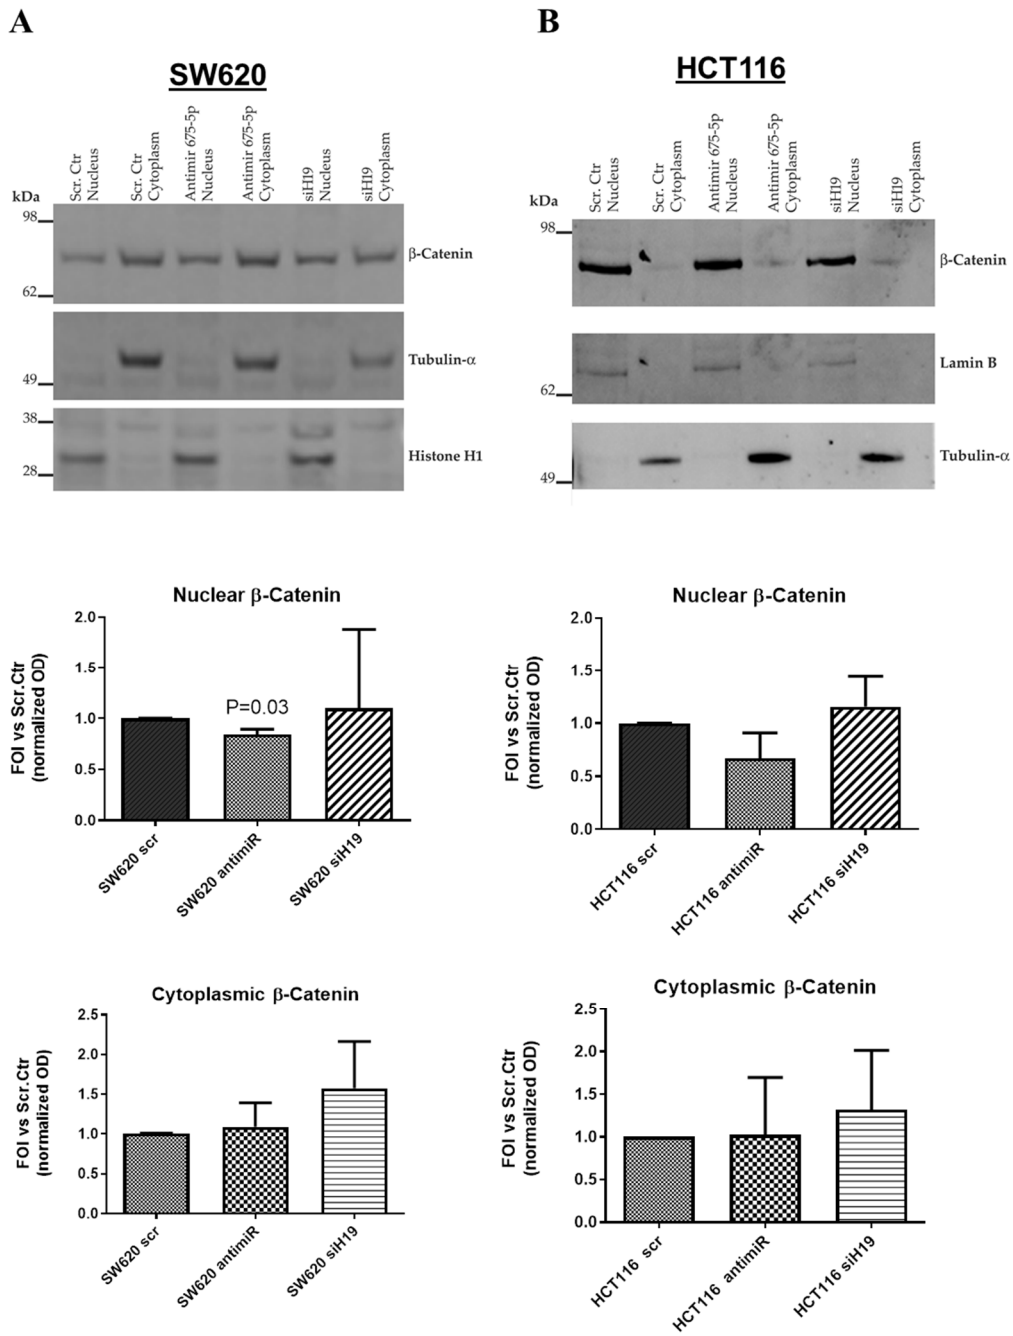 A
SW620
Scr. Ctr
Nucleus
Scr. Ctr
Cytoplasm
Antimir 675-5p
Nucleus
Antimir 675-5p
Cytoplasm
siH19
Nucleus
siH19
Cytoplasm
kDa
98
β-Catenin
62
Tubulin-α
49
38
Histone H1
28
Nuclear β-Catenin
FOI vs Scr.Ctr
(normalized OD)
2.0
1.5
1.0
0.5
0.0
P=0.03
SW620 scr
SW620 antimiR
SW620 siH19
Cytoplasmic β-Catenin
FOI vs Scr.Ctr
(normalized OD)
2.5
2.0
1.5
1.0
0.5
0.0
SW620 scr
SW620 antimiR
SW620 siH19
B
HCT116
Scr. Ctr
Nucleus
Scr. Ctr
Cytoplasm
Antimir 675-5p
Nucleus
Antimir 675-5p
Cytoplasm
siH19
Nucleus
siH19
Cytoplasm
kDa
98
β-Catenin
Lamin B
62
Tubulin-α
49
Nuclear β-Catenin
FOI vs Scr.Ctr
(normalized OD)
2.0
1.5
1.0
0.5
0.0
HCT116 scr
HCT116 antimiR
HCT116 siH19
Cytoplasmic β-Catenin
FOI vs Scr.Ctr
(normalized OD)
2.5
2.0
1.5
1.0
0.5
0.0
HCT116 scr
HCT116 antimiR
HCT116 siH19